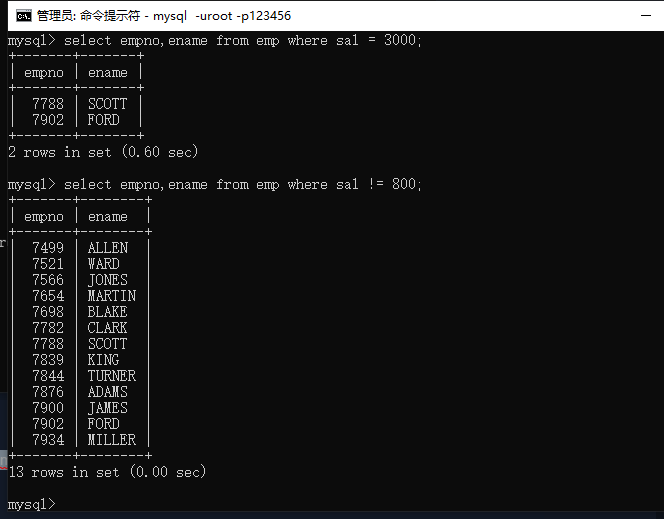 管理员: 命令提示符 - mysql  -uroot -p123456
mysql> select empno,ename from emp where sal = 3000;
+-------+-------+
| empno | ename |
+-------+-------+
|  7788 | SCOTT |
|  7902 | FORD  |
+-------+-------+
2 rows in set (0.60 sec)
mysql> select empno,ename from emp where sal != 800;
+-------+--------+
| empno | ename  |
+-------+--------+
|  7499 | ALLEN  |
|  7521 | WARD   |
|  7566 | JONES  |
|  7654 | MARTIN |
|  7698 | BLAKE  |
|  7782 | CLARK  |
|  7788 | SCOTT  |
|  7839 | KING   |
|  7844 | TURNER |
|  7876 | ADAMS  |
|  7900 | JAMES  |
|  7902 | FORD   |
|  7934 | MILLER |
+-------+--------+
13 rows in set (0.00 sec)
mysql>